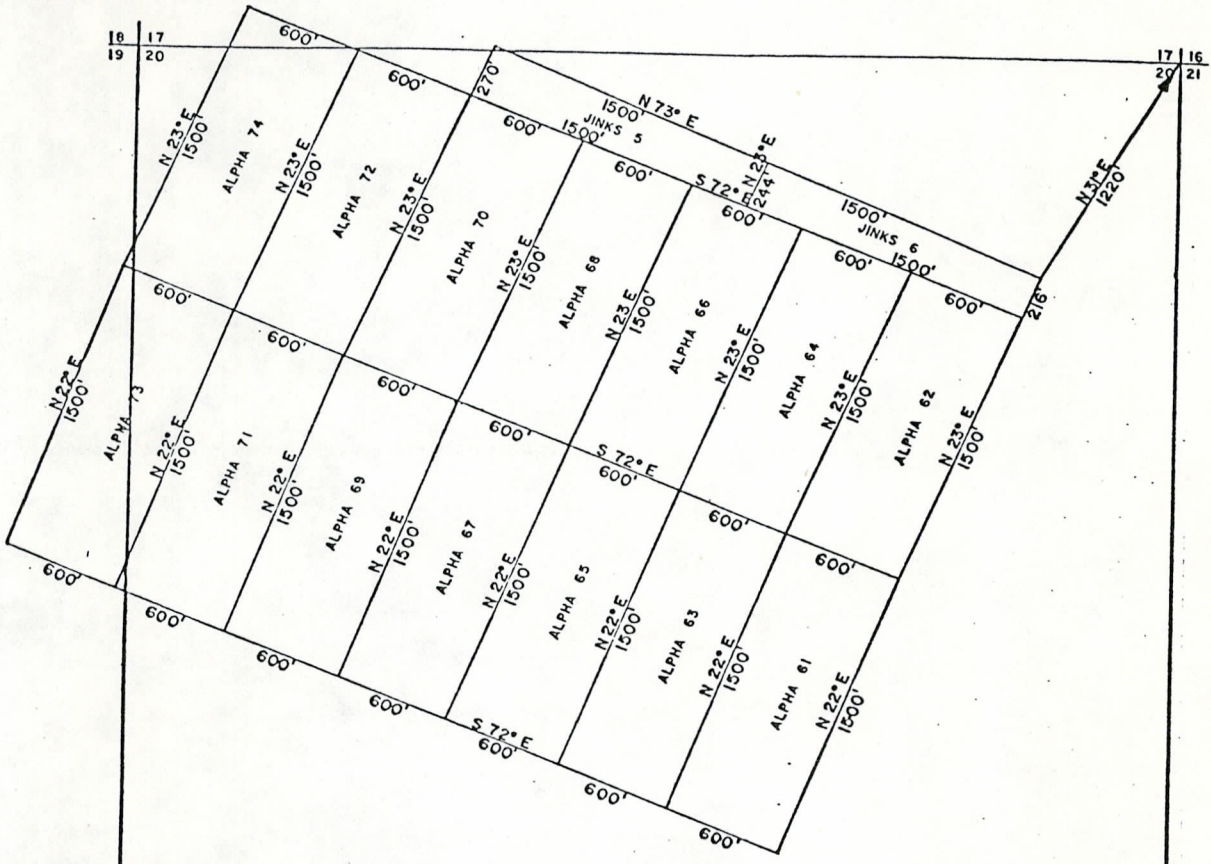 18 17
19 20
17 16
20 21
600'
600'
270'
N 73° E
1500'
JINKS 5
1500'
600'
600'
N 23° E
244'
S 72° E
600'
1500'
JINKS 6
1500'
600'
600'
216'
N 31° E
1220'
N 23° E
1500'
ALPHA 74
N 23° E
1500'
ALPHA 72
N 23° E
1500'
ALPHA 70
N 23° E
1500'
ALPHA 68
N 23 E
1500'
ALPHA 66
N 23° E
1500'
ALPHA 64
N 23° E
1500'
ALPHA 62
N 23° E
1500'
600'
600'
600'
600'
S 72° E
600'
600'
600'
N 22° E
1500'
ALPHA 73
N 22° E
1500'
ALPHA 71
N 22° E
1500'
ALPHA 69
N 22° E
1500'
ALPHA 67
N 22° E
1500'
ALPHA 65
N 22° E
1500'
ALPHA 63
N 22° E
1500'
ALPHA 61
N 22° E
1500'
600'
600'
600'
600'
S 72° E
600'
600'
600'